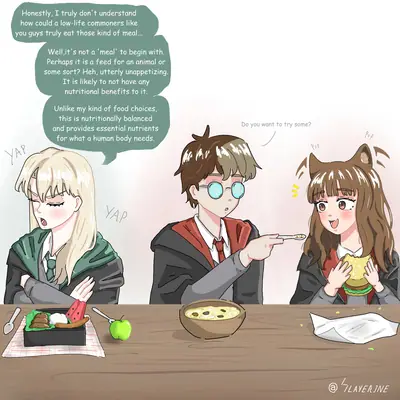 Honestly, I truly don't understand
how could a low-life commoners like
you guys truly eat those kind of meal...
Well,it's not a 'meal' to begin with.
Perhaps it is a feed for an animal or
some sort? Heh, utterly unappetizing.
It is likely to not have any
nutritional benefits to it.
Unlike my kind of food choices,
this is nutritionally balanced
and provides essential nutrients
for what a human body needs.
Do you want to try some?
YAP
YAP
@SLAYERINE